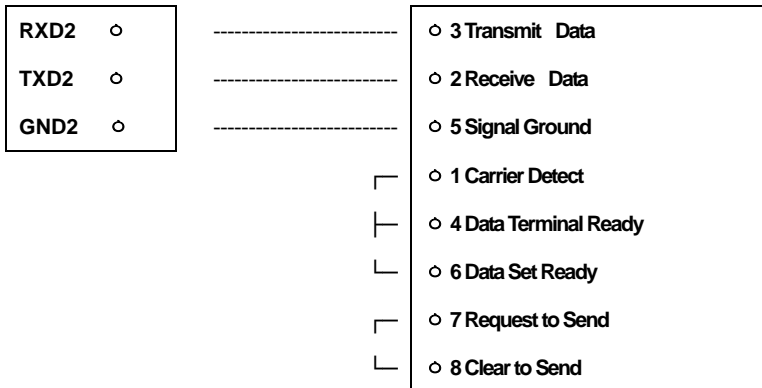 RXD2 3 Transmit Data
TXD2 2 Receive Data
GND2 5 Signal Ground
1 Carrier Detect
4 Data Terminal Ready
6 Data Set Ready
7 Request to Send
8 Clear to Send